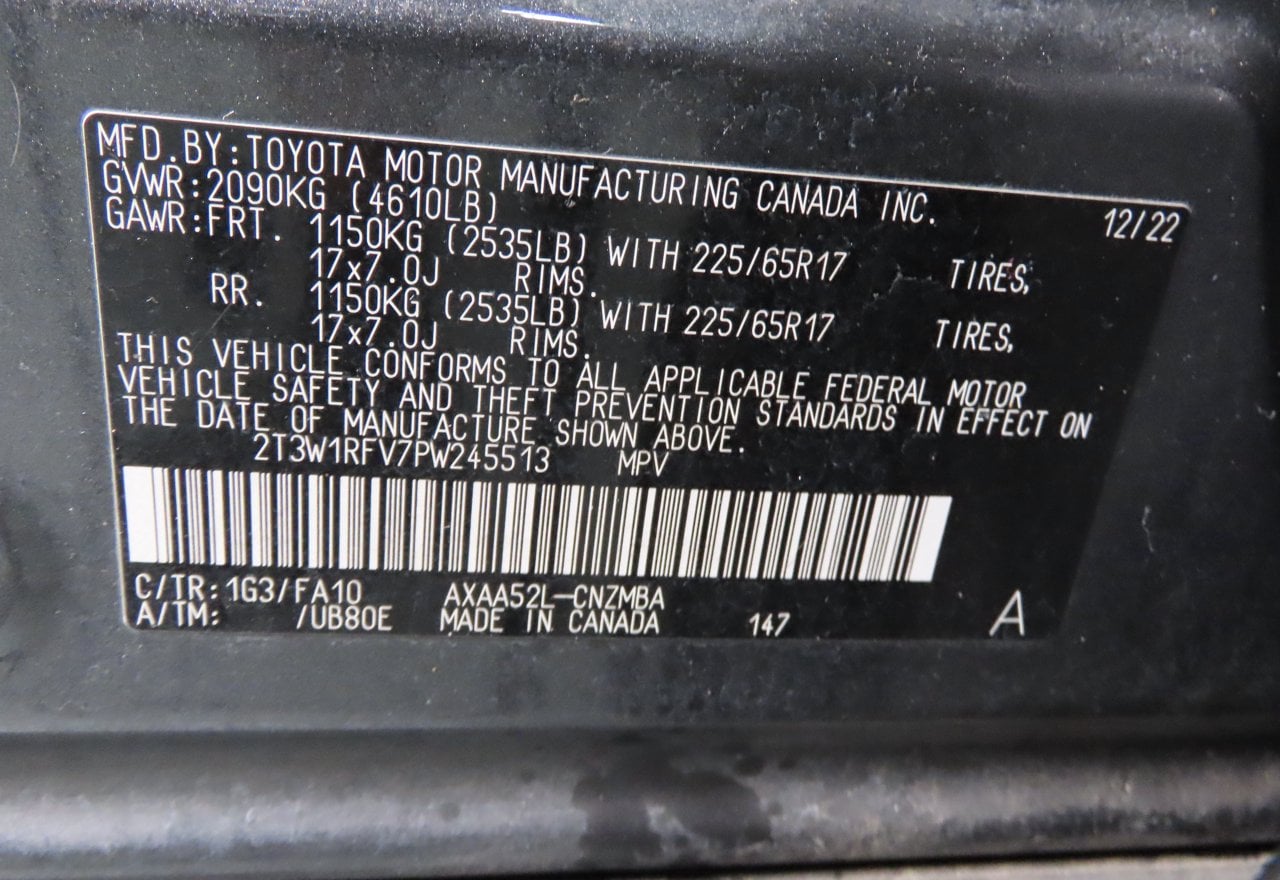 MFD.BY:TOYOTA MOTOR MANUFACTURING CANADA INC. 12/22
GVWR:2090KG (4610LB)
GAWR:FRT. 1150KG (2535LB) WITH 225/65R17 TIRES,
17x7.0J RIMS.
RR. 1150KG (2535LB) WITH 225/65R17 TIRES,
17x7.0J RIMS.
THIS VEHICLE CONFORMS TO ALL APPLICABLE FEDERAL MOTOR
VEHICLE SAFETY AND THEFT PREVENTION STANDARDS IN EFFECT ON
THE DATE OF MANUFACTURE SHOWN ABOVE.
2T3W1RFV7PW245513 MPV
C/TR:1G3/FA10 AXAA52L-CNZMBA
A/TM: /UB80E MADE IN CANADA 147 A